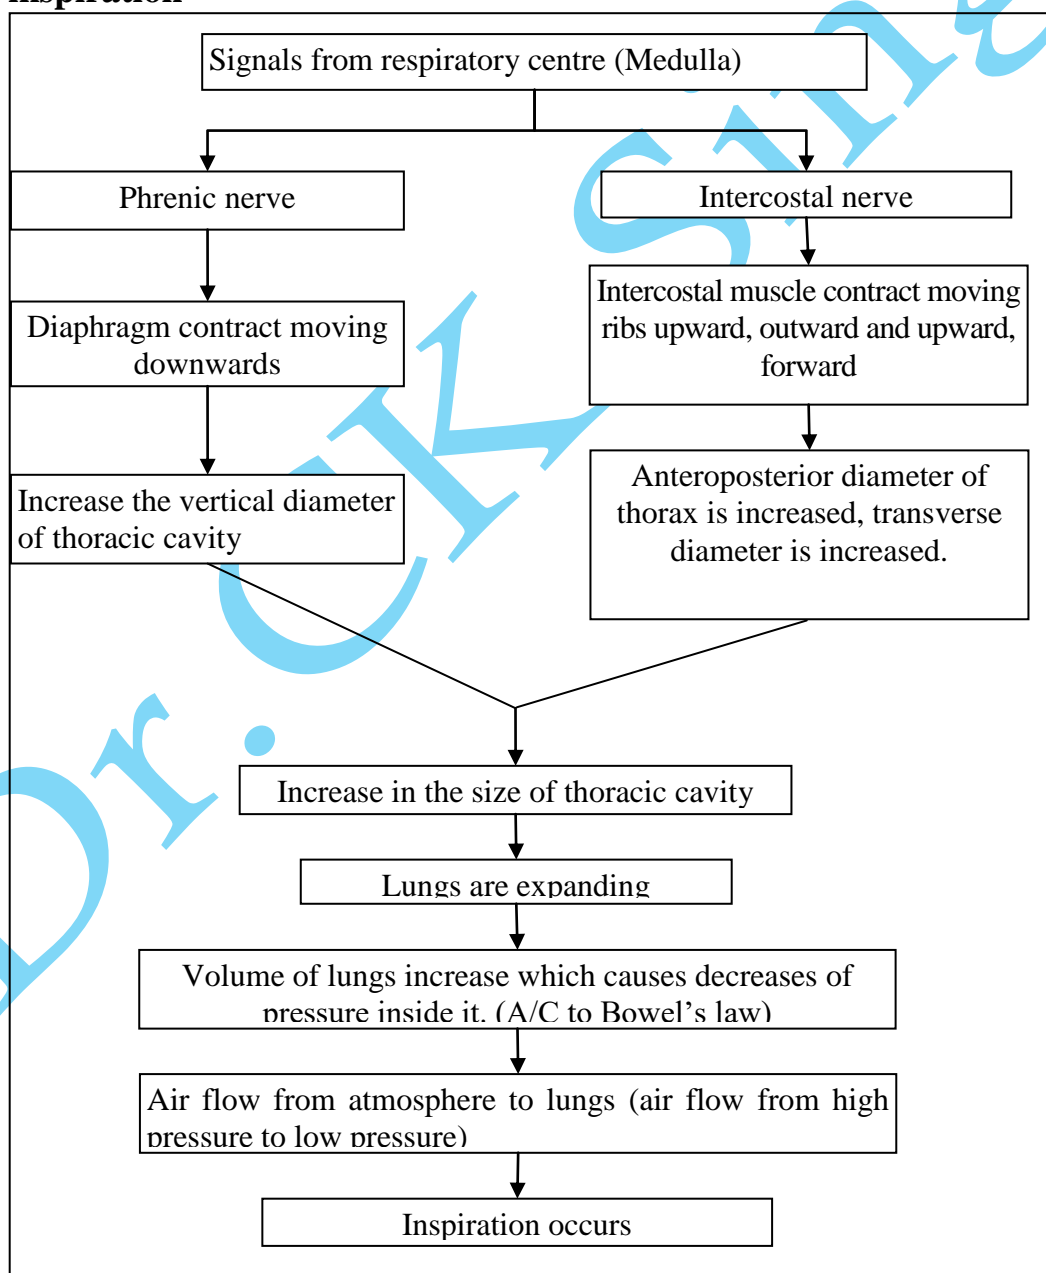 inspiration
Signals from respiratory centre (Medulla)
Phrenic nerve
Intercostal nerve
Diaphragm contract moving
downwards
Intercostal muscle contract moving
ribs upward, outward and upward,
forward
Increase the vertical diameter
of thoracic cavity
Anteroposterior diameter of
thorax is increased, transverse
diameter is increased.
Increase in the size of thoracic cavity
Lungs are expanding
Volume of lungs increase which causes decreases of
pressure inside it. (A/C to Bowel's law)
Air flow from atmosphere to lungs (air flow from high
pressure to low pressure)
Inspiration occurs
Dr. CK Sing